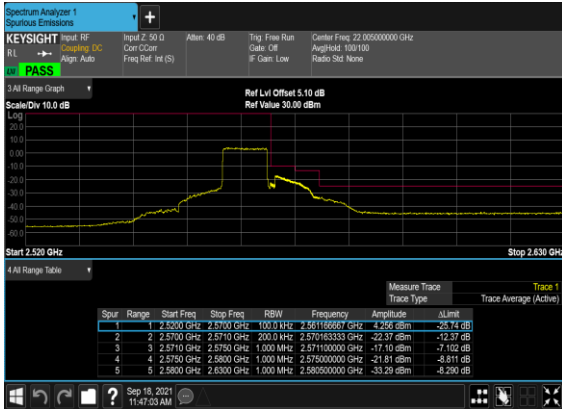 Spectrum Analyzer 1
Spurious Emissions
KEYSIGHT Input: RF Input Z: 50 Ω Atten: 40 dB Trig: Free Run Center Freq: 22.005000000 GHz
RL Coupling: DC Corr CCorr Gate: Off Avg|Hold: 100/100
Align: Auto Freq Ref: Int (S) IF Gain: Low Radio Std: None
PASS
3 All Range Graph
Ref Lvl Offset 5.10 dB
Scale/Div 10.0 dB Ref Value 30.00 dBm
Log
20.0
10.0
0.00
-10.0
-20.0
-30.0
-40.0
-50.0
-60.0
Start 2.520 GHz Stop 2.630 GHz
4 All Range Table
Measure Trace Trace 1
Trace Type Trace Average (Active)
Spur Range Start Freq Stop Freq RBW Frequency Amplitude ΔLimit
1 1 2.5200 GHz 2.5700 GHz 100.0 kHz 2.561166667 GHz 4.256 dBm -25.74 dB
2 2 2.5700 GHz 2.5710 GHz 200.0 kHz 2.570163333 GHz -22.37 dBm -12.37 dB
3 3 2.5710 GHz 2.5750 GHz 1.000 MHz 2.571100000 GHz -17.10 dBm -7.102 dB
4 4 2.5750 GHz 2.5800 GHz 1.000 MHz 2.575000000 GHz -21.81 dBm -8.811 dB
5 5 2.5800 GHz 2.6300 GHz 1.000 MHz 2.580500000 GHz -33.29 dBm -8.290 dB
Sep 18, 2021
11:47:03 AM